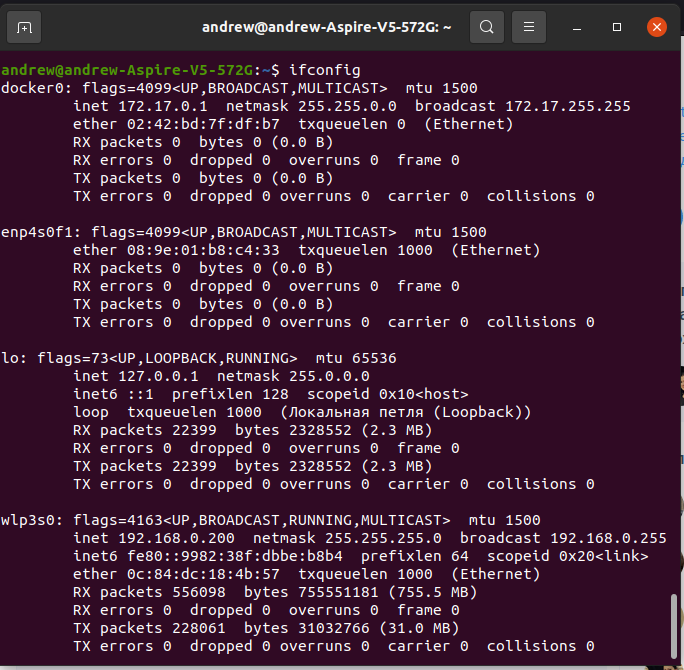 andrew@andrew-Aspire-V5-572G: ~
andrew@andrew-Aspire-V5-572G:~$ ifconfig
docker0: flags=4099<UP,BROADCAST,MULTICAST>  mtu 1500
        inet 172.17.0.1  netmask 255.255.0.0  broadcast 172.17.255.255
        ether 02:42:bd:7f:df:b7  txqueuelen 0  (Ethernet)
        RX packets 0  bytes 0 (0.0 B)
        RX errors 0  dropped 0  overruns 0  frame 0
        TX packets 0  bytes 0 (0.0 B)
        TX errors 0  dropped 0 overruns 0  carrier 0  collisions 0
enp4s0f1: flags=4099<UP,BROADCAST,MULTICAST>  mtu 1500
        ether 08:9e:01:b8:c4:33  txqueuelen 1000  (Ethernet)
        RX packets 0  bytes 0 (0.0 B)
        RX errors 0  dropped 0  overruns 0  frame 0
        TX packets 0  bytes 0 (0.0 B)
        TX errors 0  dropped 0 overruns 0  carrier 0  collisions 0
lo: flags=73<UP,LOOPBACK,RUNNING>  mtu 65536
        inet 127.0.0.1  netmask 255.0.0.0
        inet6 ::1  prefixlen 128  scopeid 0x10<host>
        loop  txqueuelen 1000  (Локальная петля (Loopback))
        RX packets 22399  bytes 2328552 (2.3 MB)
        RX errors 0  dropped 0  overruns 0  frame 0
        TX packets 22399  bytes 2328552 (2.3 MB)
        TX errors 0  dropped 0 overruns 0  carrier 0  collisions 0
wlp3s0: flags=4163<UP,BROADCAST,RUNNING,MULTICAST>  mtu 1500
        inet 192.168.0.200  netmask 255.255.255.0  broadcast 192.168.0.255
        inet6 fe80::9982:38f:dbbe:b8b4  prefixlen 64  scopeid 0x20<link>
        ether 0c:84:dc:18:4b:57  txqueuelen 1000  (Ethernet)
        RX packets 556098  bytes 755551181 (755.5 MB)
        RX errors 0  dropped 0  overruns 0  frame 0
        TX packets 228061  bytes 31032766 (31.0 MB)
        TX errors 0  dropped 0 overruns 0  carrier 0  collisions 0